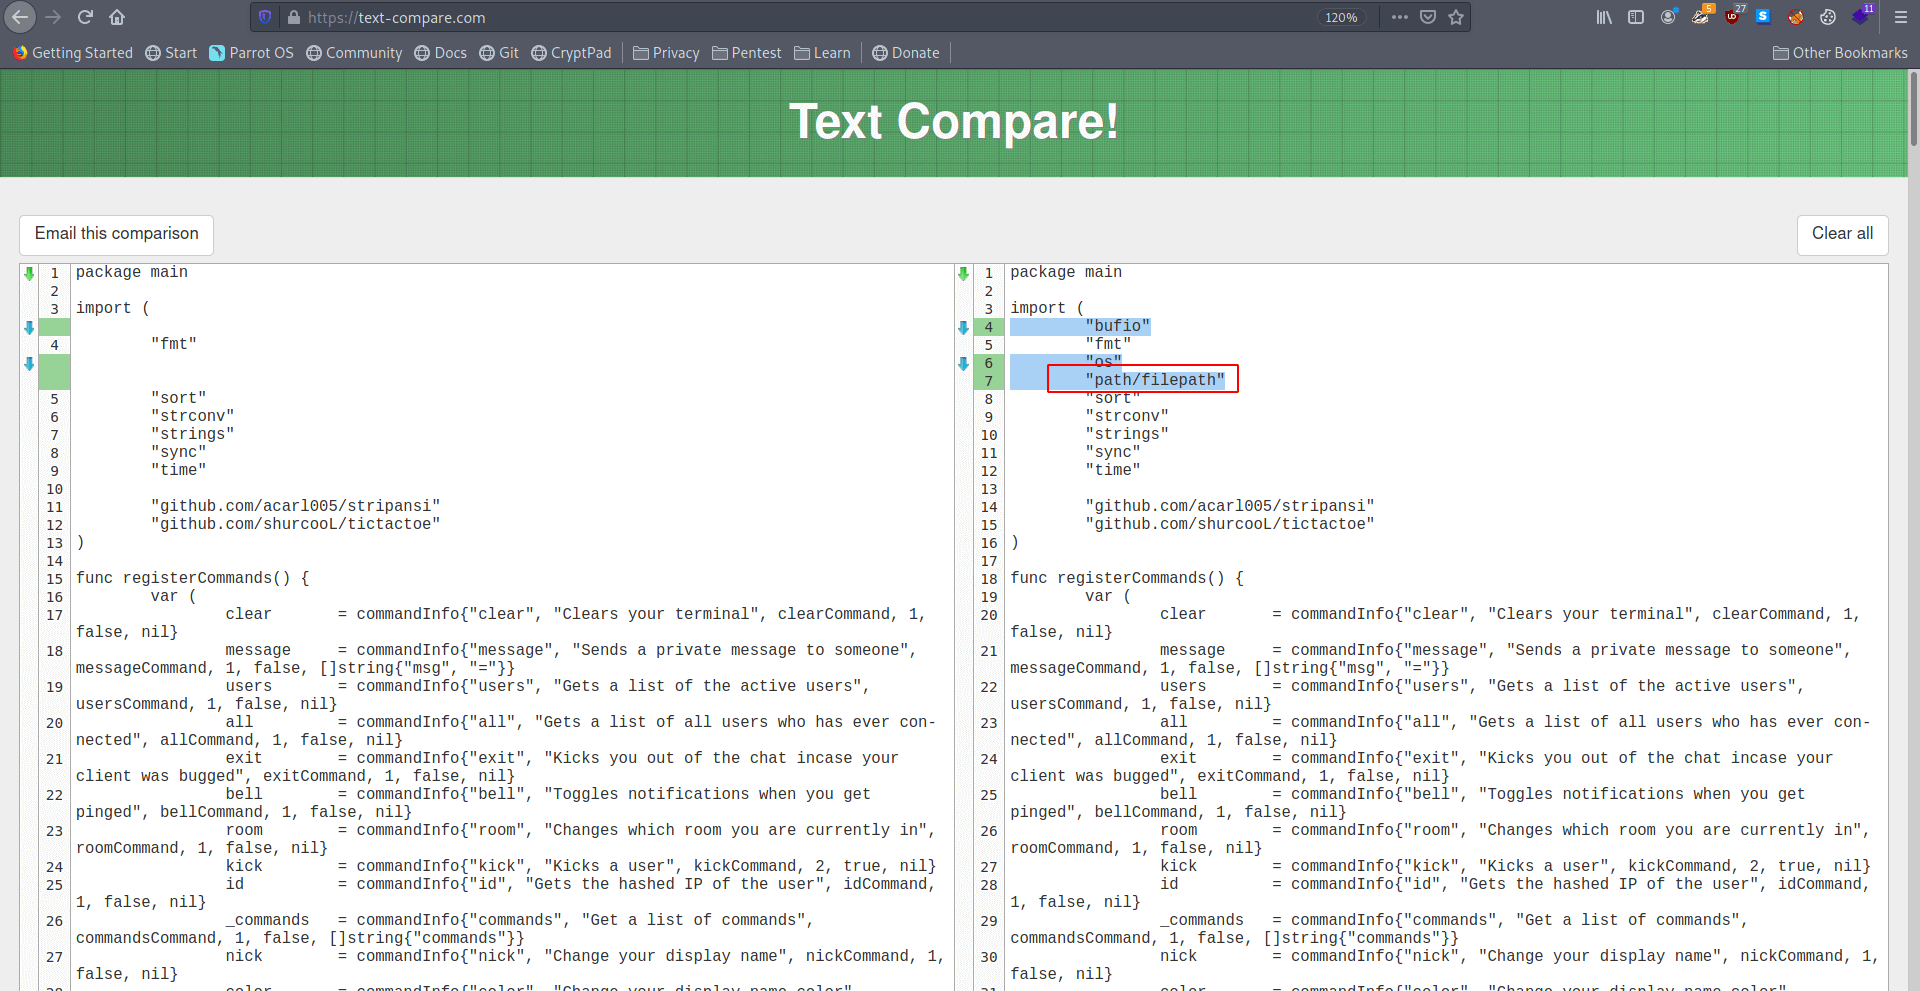 https://text-compare.com
120%
5
27
11
Getting Started
Start
Parrot OS
Community
Docs
Git
CryptPad
Privacy
Pentest
Learn
Donate
Other Bookmarks
Text Compare!
Email this comparison
Clear all
1 package main
2
3 import (
4 "fmt"
5 "sort"
6 "strconv"
7 "strings"
8 "sync"
9 "time"
10
11 "github.com/acarl005/stripansi"
12 "github.com/shurcooL/tictactoe"
13 )
14
15 func registerCommands() {
16 var (
17 clear = commandInfo{"clear", "Clears your terminal", clearCommand, 1,
false, nil}
18 message = commandInfo{"message", "Sends a private message to someone",
messageCommand, 1, false, []string{"msg", "="}}
19 users = commandInfo{"users", "Gets a list of the active users",
usersCommand, 1, false, nil}
20 all = commandInfo{"all", "Gets a list of all users who has ever con-
nected", allCommand, 1, false, nil}
21 exit = commandInfo{"exit", "Kicks you out of the chat incase your
client was bugged", exitCommand, 1, false, nil}
22 bell = commandInfo{"bell", "Toggles notifications when you get
pinged", bellCommand, 1, false, nil}
23 room = commandInfo{"room", "Changes which room you are currently in",
roomCommand, 1, false, nil}
24 kick = commandInfo{"kick", "Kicks a user", kickCommand, 2, true, nil}
25 id = commandInfo{"id", "Gets the hashed IP of the user", idCommand,
1, false, nil}
26 _commands = commandInfo{"commands", "Get a list of commands",
commandsCommand, 1, false, []string{"commands"}}
27 nick = commandInfo{"nick", "Change your display name", nickCommand, 1,
false, nil}
28 color = commandInfo{"color", "Change your display name color",
1 package main
2
3 import (
4 "bufio"
5 "fmt"
6 "os"
7 "path/filepath"
8 "sort"
9 "strconv"
10 "strings"
11 "sync"
12 "time"
13
14 "github.com/acarl005/stripansi"
15 "github.com/shurcooL/tictactoe"
16 )
17
18 func registerCommands() {
19 var (
20 clear = commandInfo{"clear", "Clears your terminal", clearCommand, 1,
false, nil}
21 message = commandInfo{"message", "Sends a private message to someone",
messageCommand, 1, false, []string{"msg", "="}}
22 users = commandInfo{"users", "Gets a list of the active users",
usersCommand, 1, false, nil}
23 all = commandInfo{"all", "Gets a list of all users who has ever con-
nected", allCommand, 1, false, nil}
24 exit = commandInfo{"exit", "Kicks you out of the chat incase your
client was bugged", exitCommand, 1, false, nil}
25 bell = commandInfo{"bell", "Toggles notifications when you get
pinged", bellCommand, 1, false, nil}
26 room = commandInfo{"room", "Changes which room you are currently in",
roomCommand, 1, false, nil}
27 kick = commandInfo{"kick", "Kicks a user", kickCommand, 2, true, nil}
28 id = commandInfo{"id", "Gets the hashed IP of the user", idCommand,
1, false, nil}
29 _commands = commandInfo{"commands", "Get a list of commands",
commandsCommand, 1, false, []string{"commands"}}
30 nick = commandInfo{"nick", "Change your display name", nickCommand, 1,
false, nil}
31 color = commandInfo{"color", "Change your display name color",